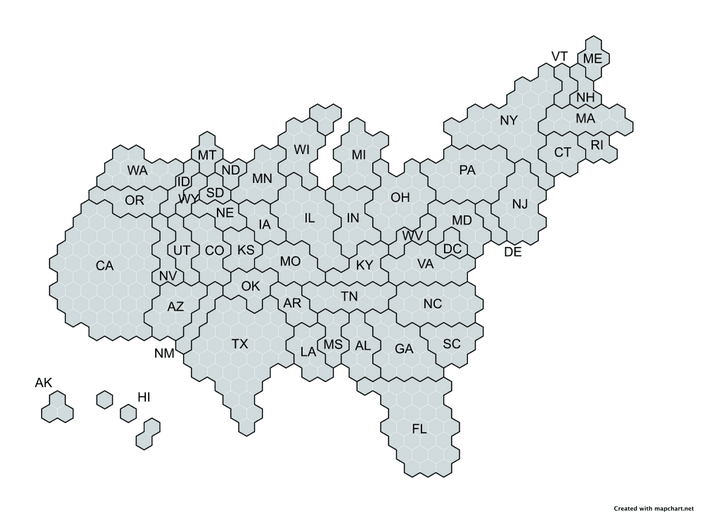 VT
ME
NH
NY
MA
CT
RI
WI
MI
MT
WA
ID
ND
MN
PA
OH
SD
WY
OR
NE
NJ
IA
IL
IN
MD
WV
DC
DE
UT
CO
KS
MO
KY
VA
CA
NV
OK
AR
TN
NC
AZ
TX
NM
LA
MS
AL
GA
SC
AK
HI
FL
Created with mapchart.net